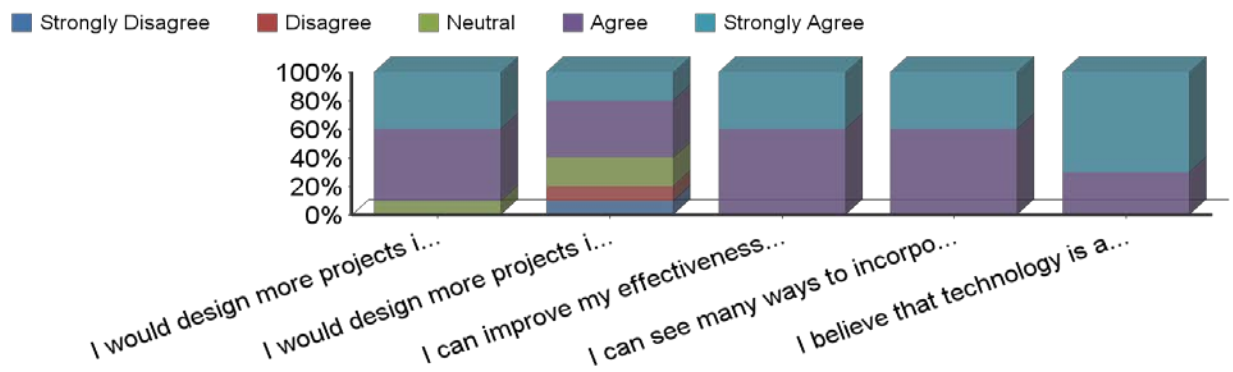 Strongly Disagree Disagree Neutral Agree Strongly Agree
100%
80%
60%
40%
20%
0%
I would design more projects i...
I would design more projects i...
I can improve my effectiveness...
I can see many ways to incorpo...
I believe that technology is a...